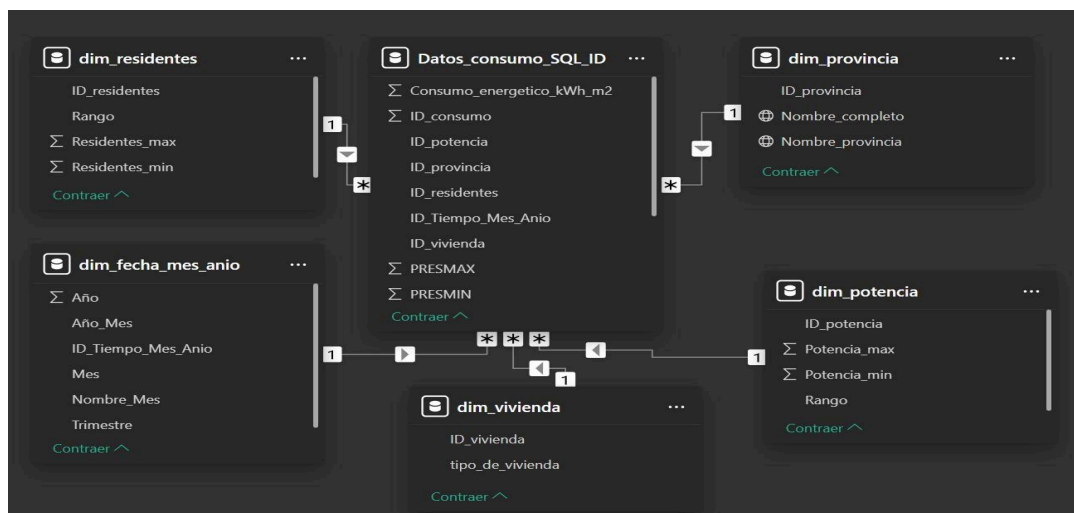 dim_residentes
ID_residentes
Rango
Σ Residentes_max
Σ Residentes_min
Contraer
Datos_consumo_SQL_ID
Σ Consumo_energetico_kWh_m2
Σ ID_consumo
ID_potencia
ID_provincia
ID_residentes
ID_Tiempo_Mes_Anio
ID_vivienda
Σ PRESMAX
Σ PRESMIN
Contraer
dim_provincia
ID_provincia
Nombre_completo
Nombre_provincia
Contraer
1
*
1
*
dim_fecha_mes_anio
Σ Año
Año_Mes
ID_Tiempo_Mes_Anio
Mes
Nombre_Mes
Trimestre
Contraer
1
* * *
1
1
dim_vivienda
ID_vivienda
tipo_de_vivienda
Contraer
dim_potencia
ID_potencia
Σ Potencia_max
Σ Potencia_min
Rango
Contraer